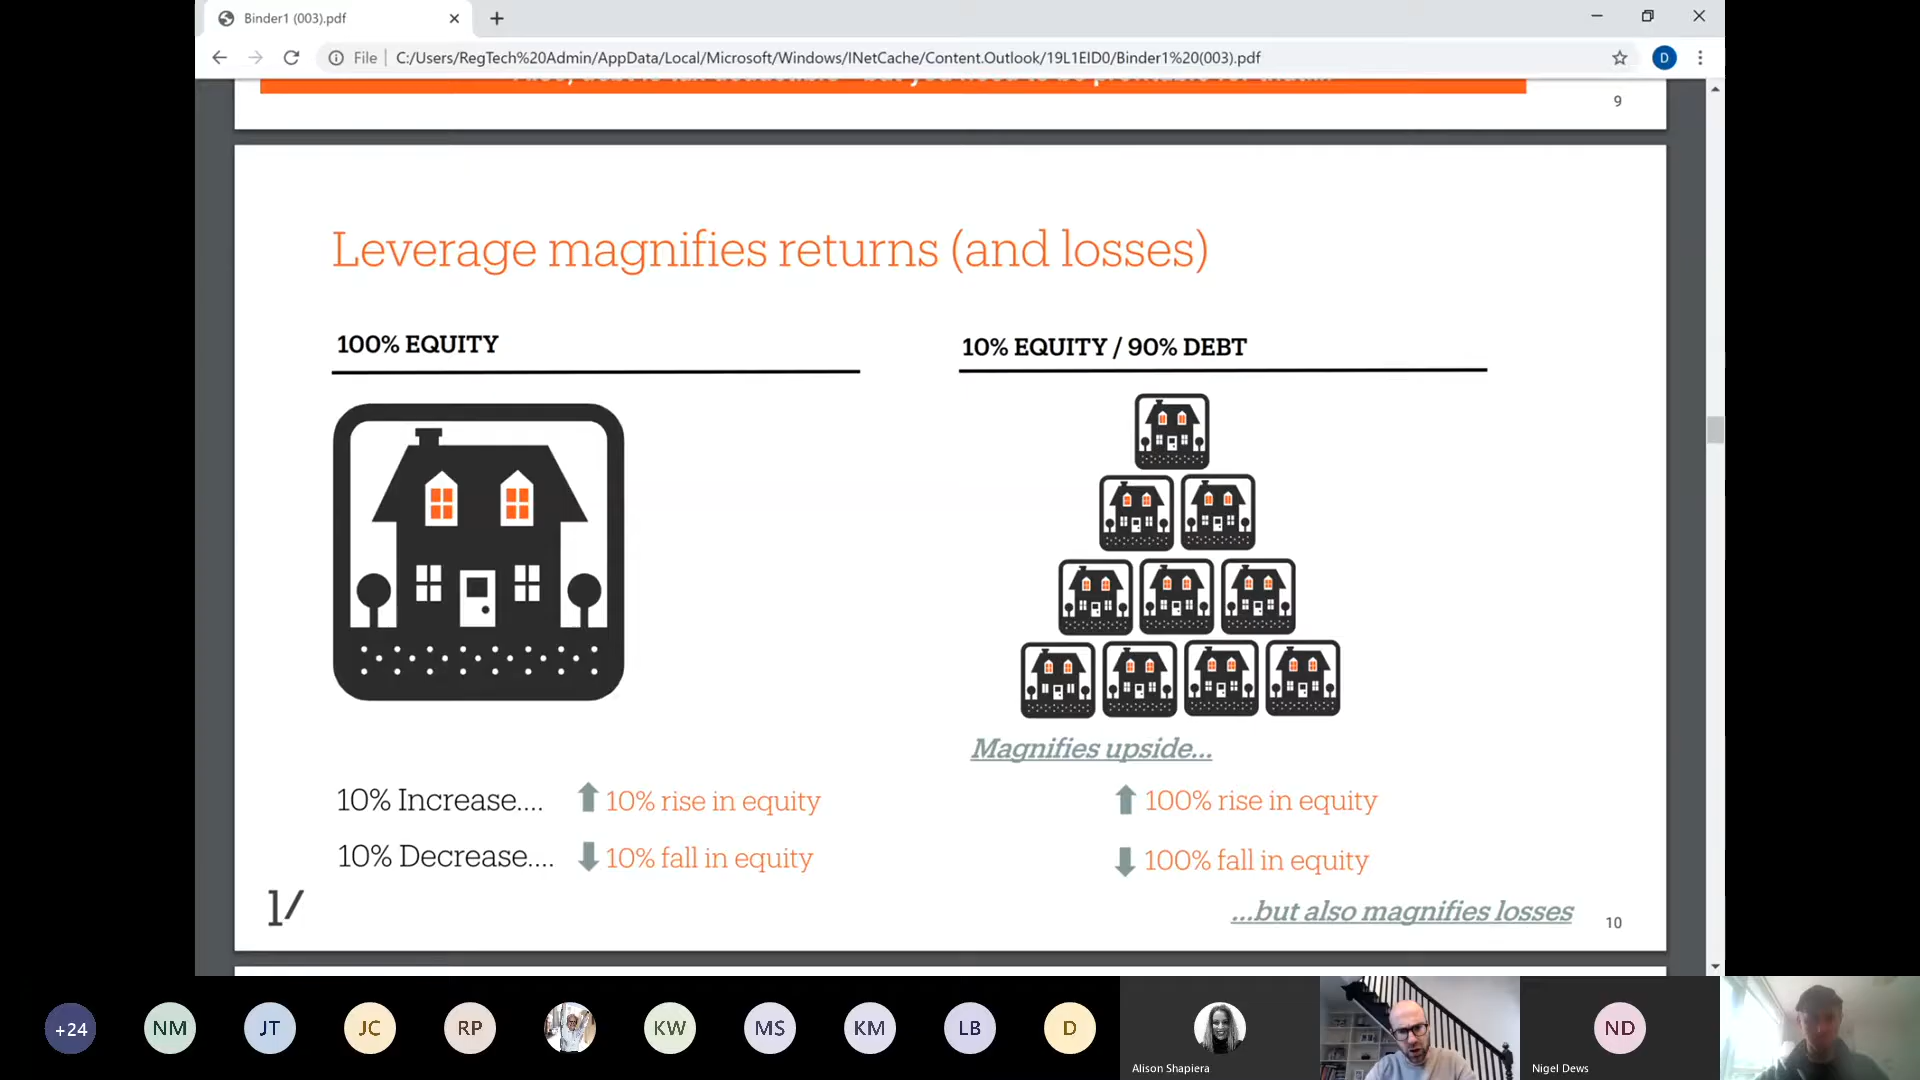 Binder1 (003).pdf
File | C:/Users/RegTech%20Admin/AppData/Local/Microsoft/Windows/INetCache/Content.Outlook/19L1EID0/Binder1%20(003).pdf
D
9
Leverage magnifies returns (and losses)
100% EQUITY
10% EQUITY / 90% DEBT
Magnifies upside...
10% Increase.... 10% rise in equity 100% rise in equity
10% Decrease.... 10% fall in equity 100% fall in equity
1/
...but also magnifies losses
10
+24 NM JT JC RP KW MS KM LB D ND
Alison Shapiera
Nigel Dews